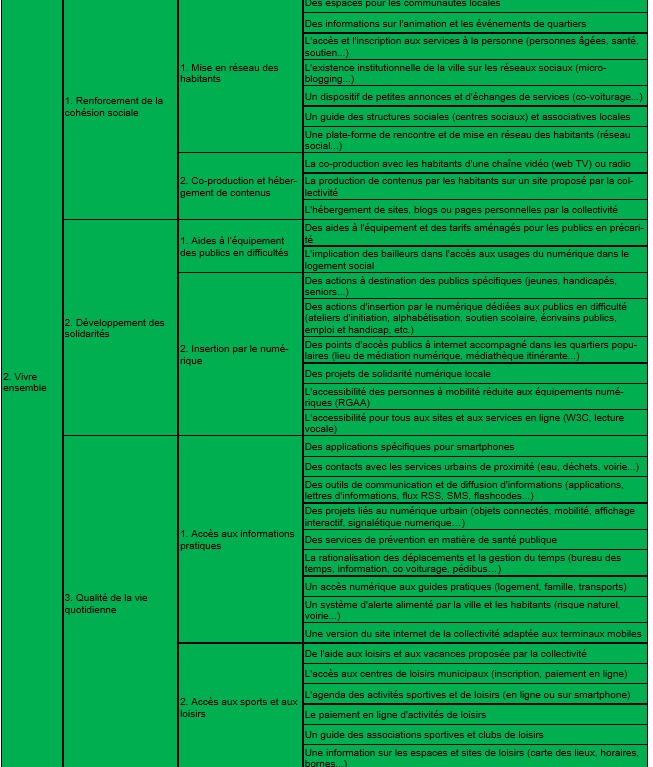 Des espaces pour les communautés locales
Des informations sur l'animation et les événements de quartiers
L'accès et l'inscription aux services à la personne (personnes âgées, santé,
soutien...)
1. Mise en réseau des
habitants
L'existence institutionnelle de la ville sur les réseaux sociaux (micro-
blogging...)
Un dispositif de petites annonces et d'échanges de services (co-voiturage...)
1. Renforcement de la
cohésion sociale
Un guide des structures sociales (centres sociaux) et associatives locales
Une plate-forme de rencontre et de mise en réseau des habitants (réseau
social...)
La co-production avec les habitants d'une chaîne vidéo (web TV) ou radio
2. Co-production et héber-
gement de contenus
La production de contenus par les habitants sur un site proposé par la col-
lectivité
L'hébergement de sites, blogs ou pages personnelles par la collectivité
Des aides à l'équipement et des tarifs aménagés pour les publics en précari-
té
1. Aides à l'équipement
des publics en difficultés
L'implication des bailleurs dans l'accès aux usages du numérique dans le
logement social
Des actions à destination des publics spécifiques (jeunes, handicapés,
seniors...)
Des actions d'insertion par le numérique dédiées aux publics en difficulté
(ateliers d'initiation, alphabétisation, soutien scolaire, écrivains publics,
emploi et handicap, etc.)
2. Développement des
solidarités
2. Insertion par le numé-
rique
Des points d'accès publics à internet accompagné dans les quartiers popu-
laires (lieu de médiation numérique, médiathèque itinérante...)
Des projets de solidarité numérique locale
2. Vivre
ensemble
L'accessibilité des personnes à mobilité réduite aux équipements numé-
riques (RGAA)
L'accessibilité pour tous aux sites et aux services en ligne (W3C, lecture
vocale)
Des applications spécifiques pour smartphones
Des contacts avec les services urbains de proximité (eau, déchets, voirie...)
Des outils de communication et de diffusion d'informations (applications,
lettres d'informations, flux RSS, SMS, flashcodes...)
Des projets liés au numérique urbain (objets connectés, mobilité, affichage
interactif, signalétique numerique...)
1. Accès aux informations
pratiques
Des services de prévention en matière de santé publique
La rationalisation des déplacements et la gestion du temps (bureau des
temps, information, co voiturage, pédibus...)
Un accès numérique aux guides pratiques (logement, famille, transports)
3. Qualité de la vie
quotidienne
Un système d'alerte alimenté par la ville et les habitants (risque naturel,
voirie...)
Une version du site internet de la collectivité adaptée aux terminaux mobiles
De l'aide aux loisirs et aux vacances proposée par la collectivité
L'accès aux centres de loisirs municipaux (inscription, paiement en ligne)
L'agenda des activités sportives et de loisirs (en ligne ou sur smartphone)
2. Accès aux sports et aux
loisirs
Le paiement en ligne d'activités de loisirs
Un guide des associations sportives et clubs de loisirs
Une information sur les espaces et sites de loisirs (carte des lieux, horaires,
bornes...)